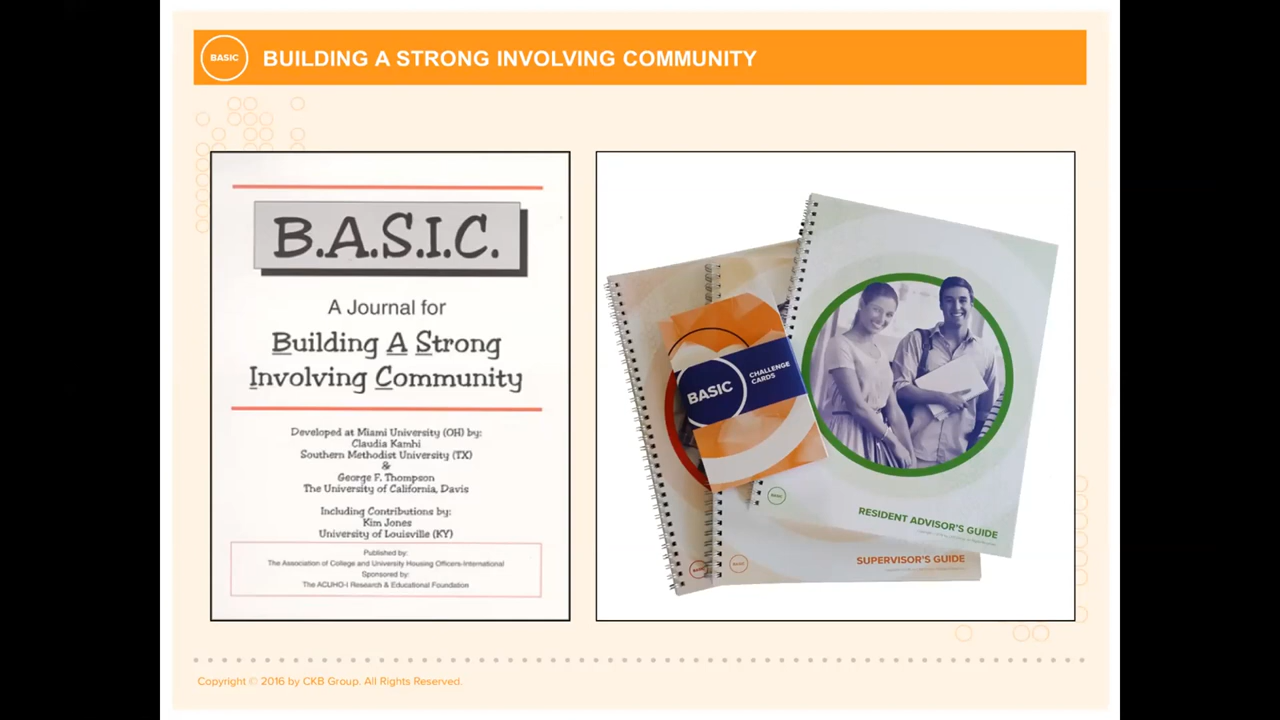 BASIC
BUILDING A STRONG INVOLVING COMMUNITY
B.A.S.I.C.
A Journal for
Building A Strong
Involving Community
Developed at Miami University (OH) by:
Claudia Kamhi
Southern Methodist University (TX)
&
George F. Thompson
The University of California, Davis
Including Contributions by:
Kim Jones
University of Louisville (KY)
Published by:
The Association of College and University Housing Officers-International
Sponsored by:
The ACUHO-I Research & Educational Foundation
BASIC
CHALLENGE
CARDS
BASIC
RESIDENT ADVISOR'S GUIDE
SUPERVISOR'S GUIDE
Copyright © 2016 by CKB Group. All Rights Reserved.